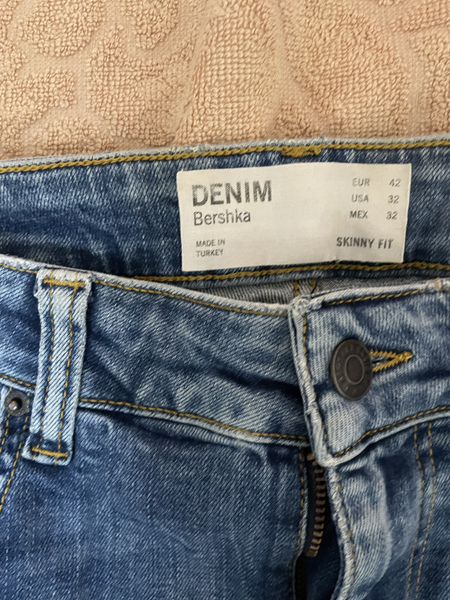 DENIM
Bershka
MADE IN
TURKEY
EUR 42
USA 32
MEX 32
SKINNY FIT